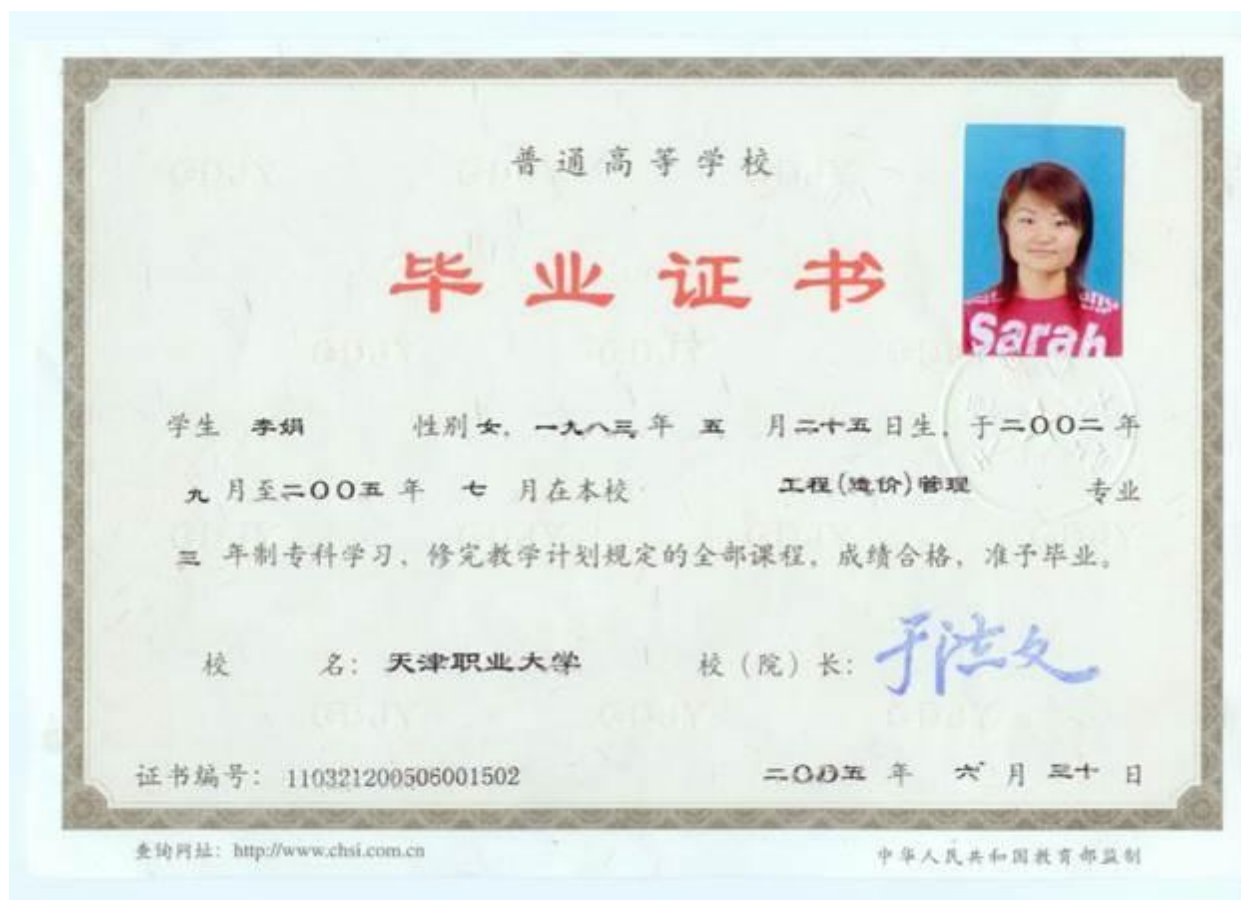 普通高等学校
毕业证书
Sarah
学生 李娟 性别 女, 一九八三 年 五 月 二十五 日生, 于 二〇〇二 年
九 月至 二〇〇五 年 七 月在本校 工程(造价)管理 专业
三 年制专科学习, 修完教学计划规定的全部课程, 成绩合格, 准予毕业。
校 名: 天津职业大学 校(院)长:
证书编号: 110321200506001502 二〇〇五 年 六 月 三十 日
查询网址: http://www.chsi.com.cn 中华人民共和国教育部监制